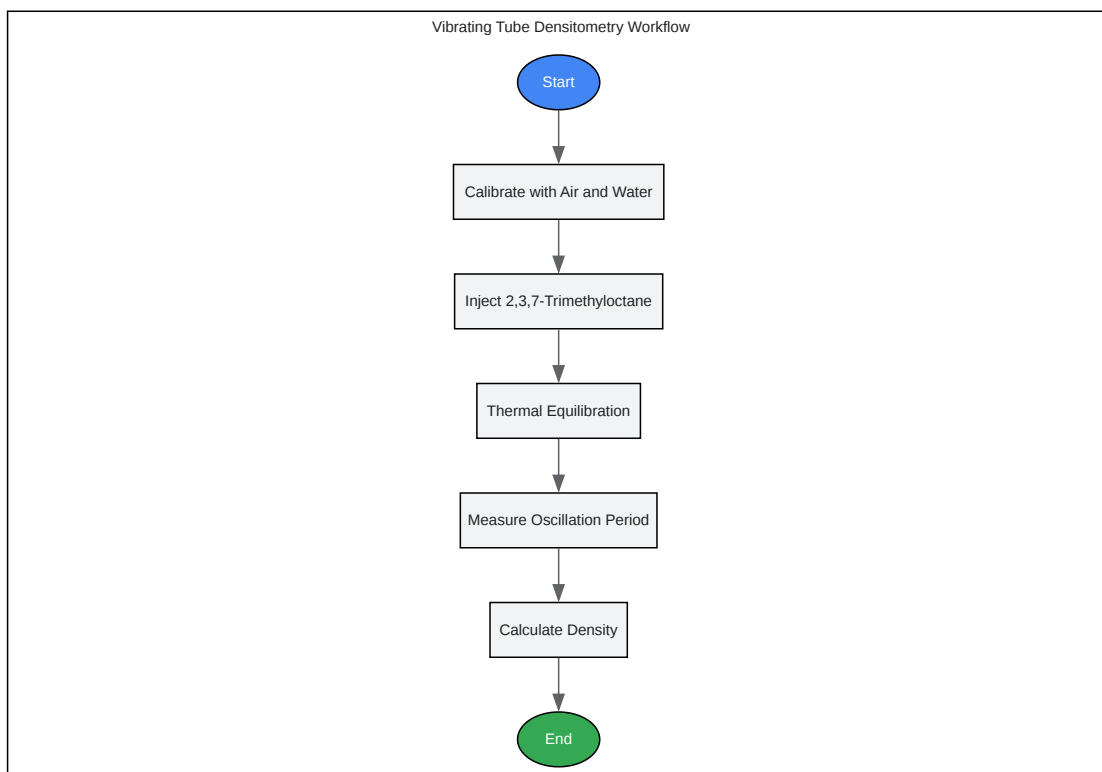 Vibrating Tube Densitometry Workflow
Start
Calibrate with Air and Water
Inject 2,3,7-Trimethyloctane
Thermal Equilibration
Measure Oscillation Period
Calculate Density
End